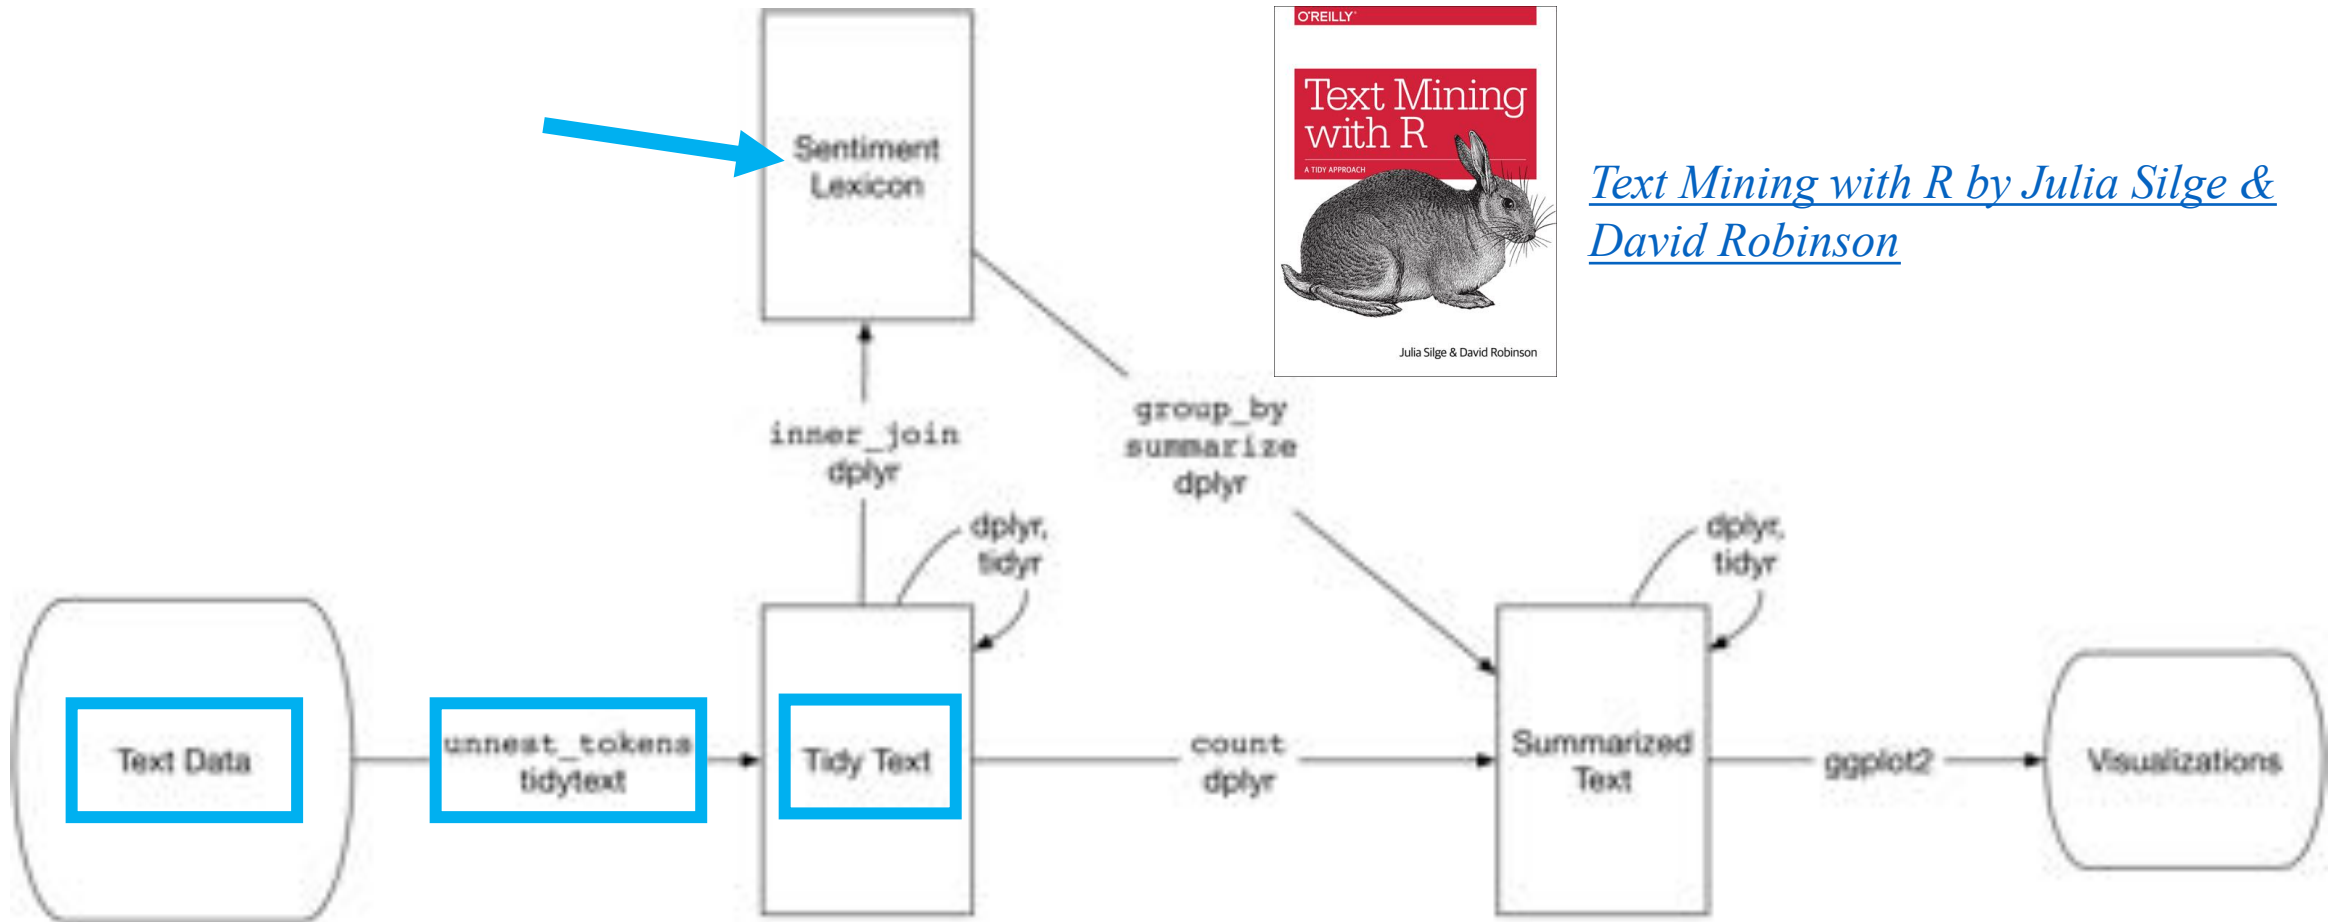 O'REILLY
Text Mining
with R
A TIDY APPROACH
Julia Silge & David Robinson
Text Mining with R by Julia Silge &
David Robinson
Sentiment
Lexicon
inner_join
dplyr
group_by
summarize
dplyr
dplyr,
tidyr
dplyr,
tidyr
Text Data
unnest_tokens
tidytext
Tidy Text
count
dplyr
Summarized
Text
ggplot2
Visualizations